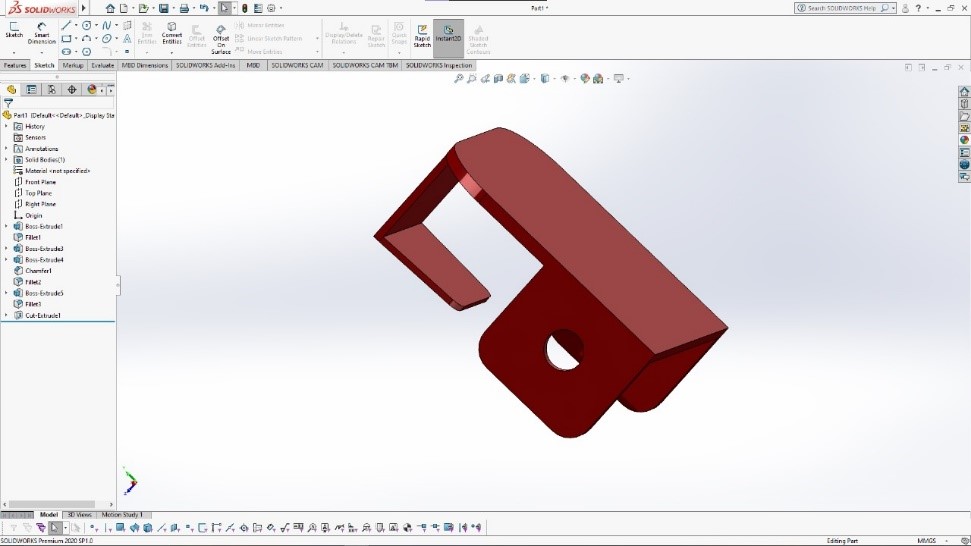 SOLIDWORKS
Part1 *
Search SOLIDWORKS Help
Sketch
Smart Dimension
Trim Entities
Convert Entities
Offset Entities
Offset On Surface
Mirror Entities
Linear Sketch Pattern
Move Entities
Display/Delete Relations
Repair Sketch
Quick Snaps
Rapid Sketch
Instant2D
Shaded Sketch Contours
Features Sketch Markup Evaluate MBD Dimensions SOLIDWORKS Add-Ins MBD SOLIDWORKS CAM SOLIDWORKS CAM TBM SOLIDWORKS Inspection
Part1 (Default<<Default>_Display Sta
History
Sensors
Annotations
Solid Bodies(1)
Material <not specified>
Front Plane
Top Plane
Right Plane
Origin
Boss-Extrude1
Fillet1
Boss-Extrude3
Boss-Extrude4
Chamfer1
Fillet2
Boss-Extrude5
Fillet3
Cut-Extrude1
Model 3D Views Motion Study 1
SOLIDWORKS Premium 2020 SP1.0
Editing Part
MMGS